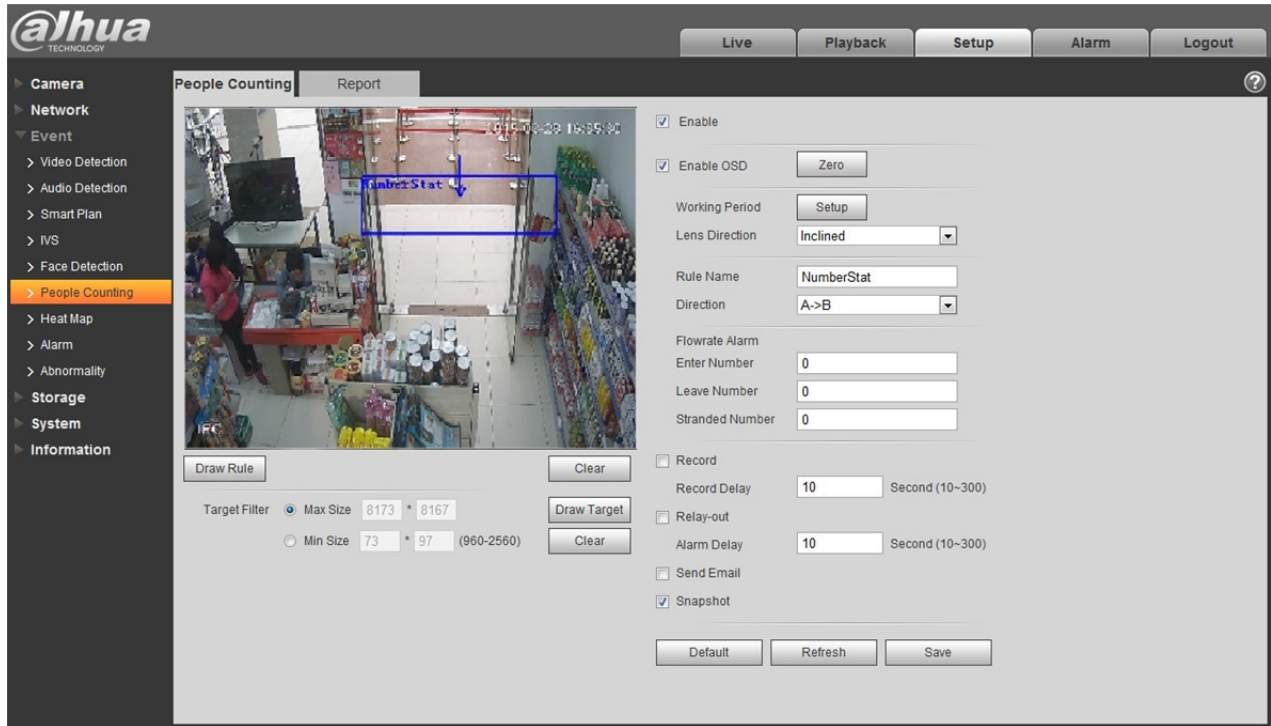 alhua
TECHNOLOGY
Live
Playback
Setup
Alarm
Logout
Camera
Network
Event
Video Detection
Audio Detection
Smart Plan
IVS
Face Detection
People Counting
Heat Map
Alarm
Abnormality
Storage
System
Information
People Counting
Report
?
NumberStat
IPC
Draw Rule
Clear
Target Filter Max Size 8173 * 8167 Draw Target
Min Size 73 * 97 (960-2560) Clear
Enable
Enable OSD Zero
Working Period Setup
Lens Direction Inclined
Rule Name NumberStat
Direction A->B
Flowrate Alarm
Enter Number 0
Leave Number 0
Stranded Number 0
Record
Record Delay 10 Second (10~300)
Relay-out
Alarm Delay 10 Second (10~300)
Send Email
Snapshot
Default
Refresh
Save